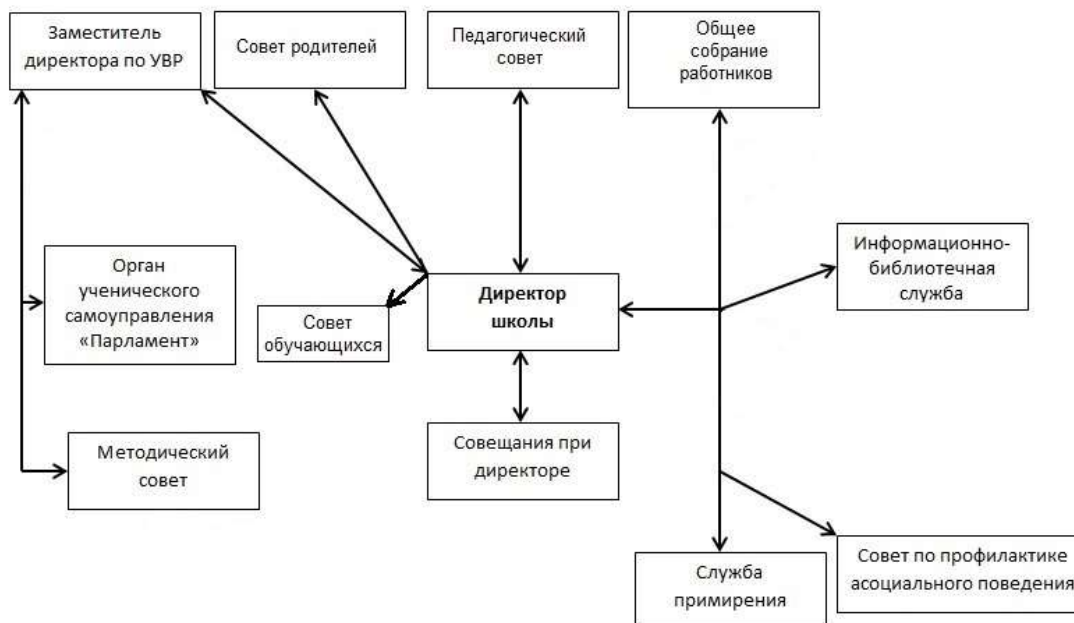 Заместитель
директора по УВР
Совет родителей
Педагогический
совет
Общее
собрание
работников
Орган
ученического
самоуправления
«Парламент»
Совет
обучающихся
Директор
школы
Информационно-
библиотечная
служба
Методический
совет
Совещания при
директоре
Служба
примирения
Совет по профилактике
асоциального поведения